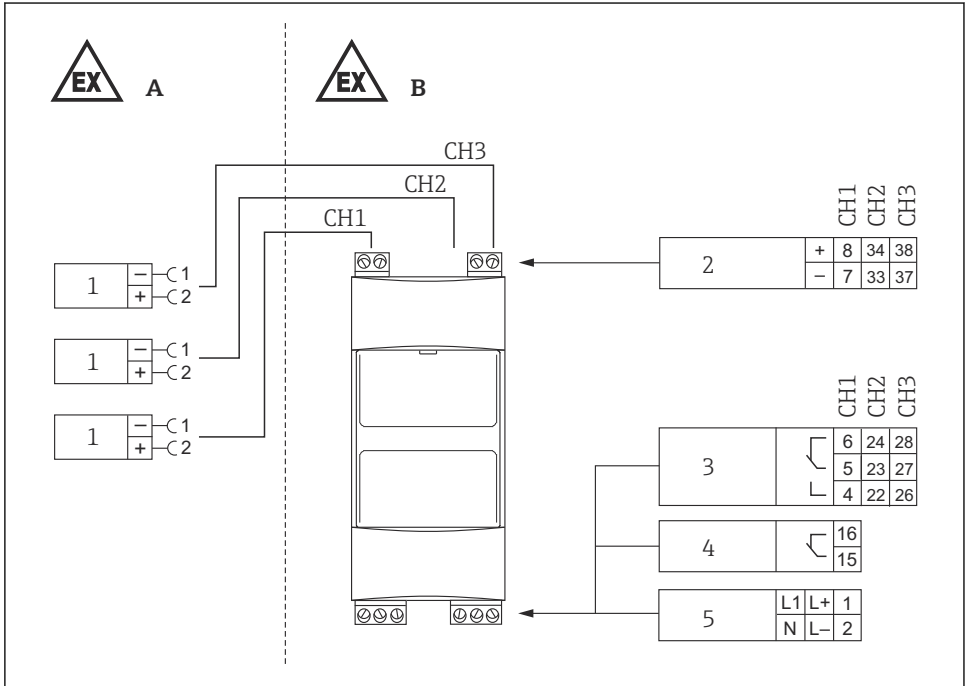 EX A EX B
CH3
CH2
CH1
CH1 CH2 CH3
2 + 8 34 38
− 7 33 37
1 − 1
+ 2
1 − 1
+ 2
1 − 1
+ 2
CH1 CH2 CH3
3 6 24 28
5 23 27
4 22 26
4 16
15
5 L1 L+ 1
N L− 2